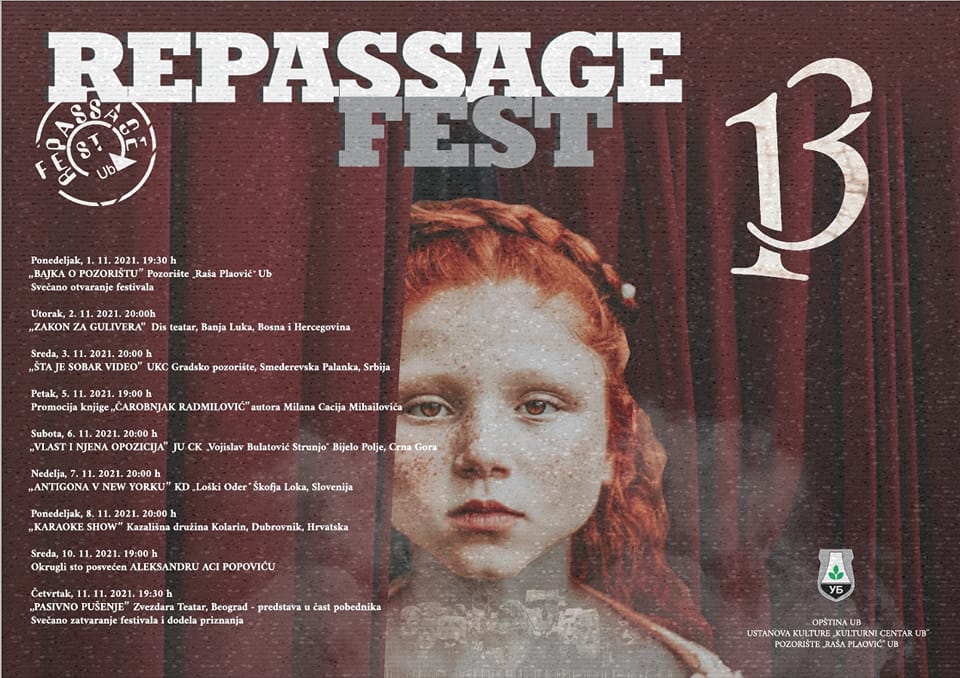 REPASSAGE
FEST
13
REPASSAGE
FEST
Ub
Ponedeljak, 1. 11. 2021. 19:30 h
„BAJKA O POZORIŠTU” Pozorište „Raša Plaović” Ub
Svečano otvaranje festivala
Utorak, 2. 11. 2021. 20:00h
„ZAKON ZA GULIVERA” Dis teatar, Banja Luka, Bosna i Hercegovina
Sreda, 3. 11. 2021. 20:00 h
„ŠTA JE SOBAR VIDEO” UKC Gradsko pozorište, Smederevska Palanka, Srbija
Petak, 5. 11. 2021. 19:00 h
Promocija knjige „ČAROBNJAK RADMILOVIĆ” autora Milana Cacija Mihailovića
Subota, 6. 11. 2021. 20:00 h
„VLAST I NJENA OPOZICIJA” JU CK „Vojislav Bulatović Strunjo” Bijelo Polje, Crna Gora
Nedelja, 7. 11. 2021. 20:00 h
„ANTIGONA V NEW YORKU” KD „Loški Oder” Škofja Loka, Slovenija
Ponedeljak, 8. 11. 2021. 20:00 h
„KARAOKE SHOW” Kazališna družina Kolarin, Dubrovnik, Hrvatska
Sreda, 10. 11. 2021. 19:00 h
Okrugli sto posvećen ALEKSANDRU ACI POPOVIĆU
Četvrtak, 11. 11. 2021. 19:30 h
„PASIVNO PUŠENJE” Zvezdara Teatar, Beograd - predstava u čast pobednika
Svečano zatvaranje festivala i dodela priznanja
УБ
OPŠTINA UB
USTANOVA KULTURE „KULTURNI CENTAR UB”
POZORIŠTE „RAŠA PLAOVIĆ” UB